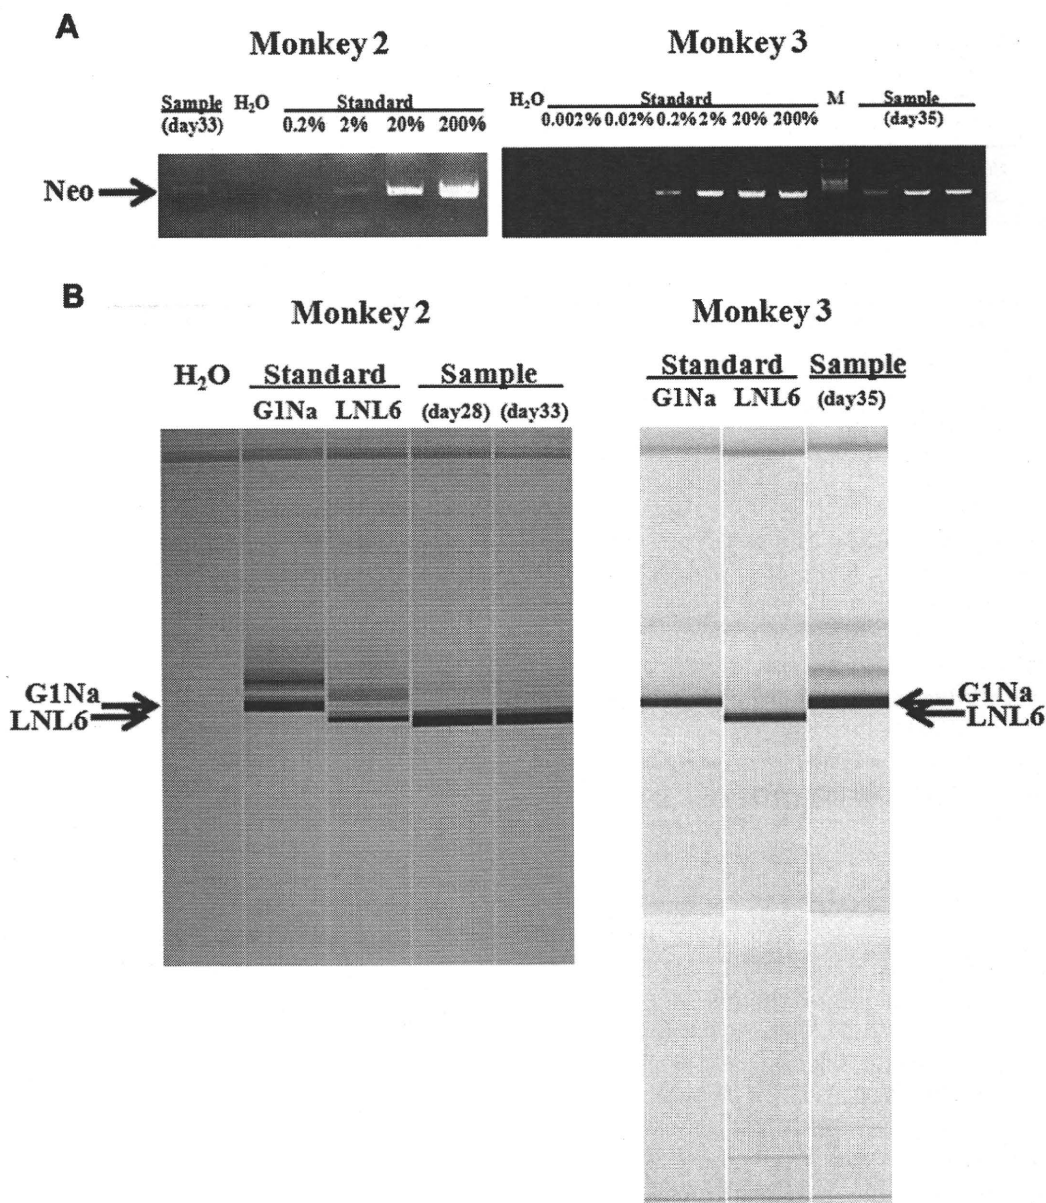 A
Monkey 2
Monkey 3
Sample H₂O Standard
(day33) 0.2% 2% 20% 200%
H₂O Standard M Sample
0.002% 0.02% 0.2% 2% 20% 200% (day35)
Neo
B
Monkey 2
Monkey 3
H₂O Standard Sample
G1Na LNL6 (day28) (day33)
Standard Sample
G1Na LNL6 (day35)
G1Na
LNL6
G1Na
LNL6